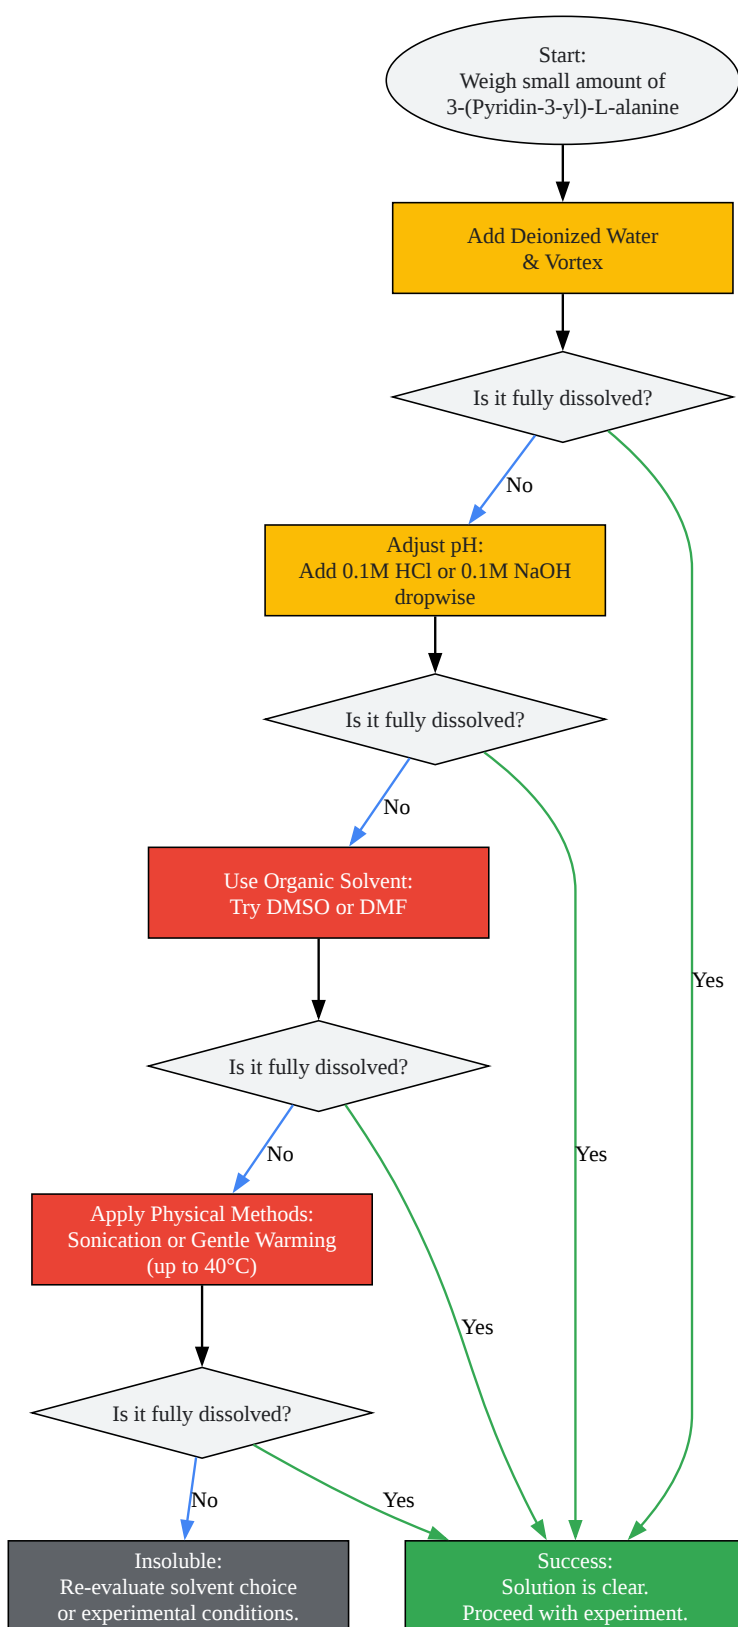 Start:
Weigh small amount of
3-(Pyridin-3-yl)-L-alanine
Add Deionized Water
& Vortex
Is it fully dissolved?
No
Adjust pH:
Add 0.1M HCl or 0.1M NaOH
dropwise
Is it fully dissolved?
No
Use Organic Solvent:
Try DMSO or DMF
Yes
Is it fully dissolved?
No
Yes
Apply Physical Methods:
Sonication or Gentle Warming
(up to 40°C)
Yes
Is it fully dissolved?
No
Yes
Insoluble:
Re-evaluate solvent choice
or experimental conditions.
Success:
Solution is clear.
Proceed with experiment.